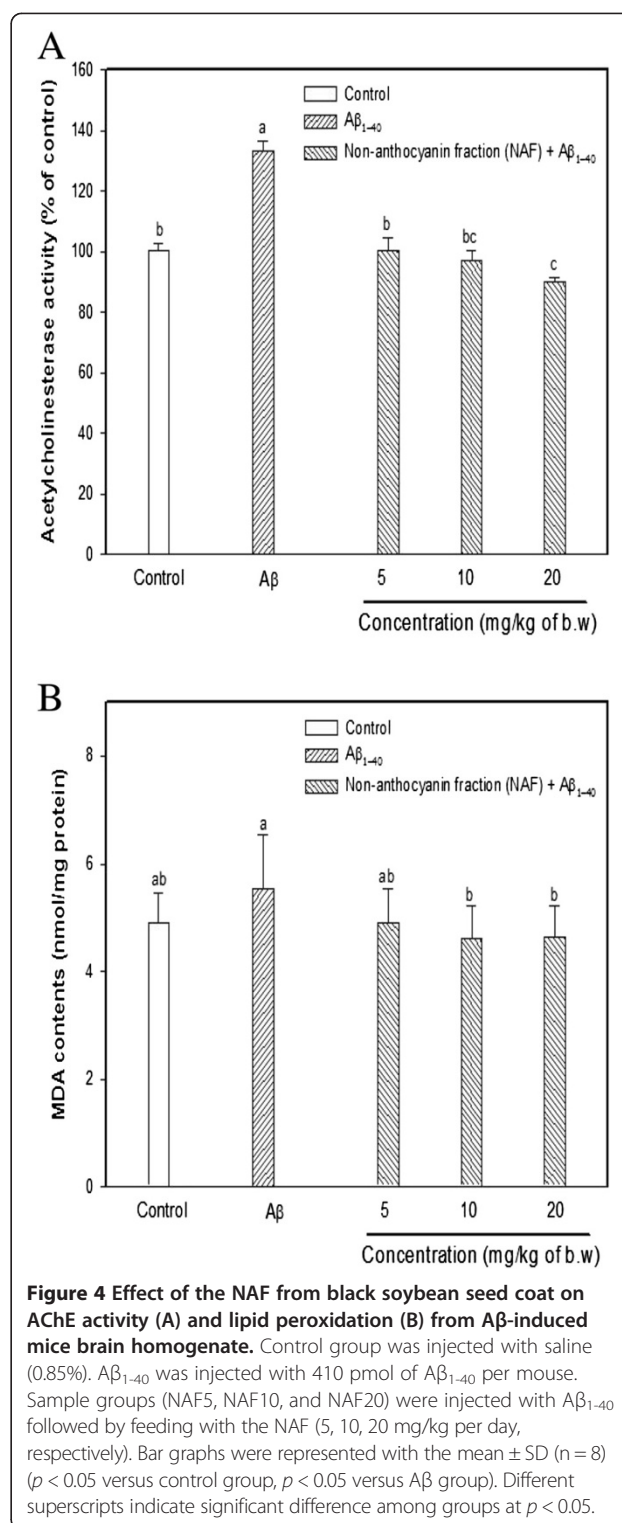 A
160
140
120
100
80
60
40
20
0
Acetylcholinesterase activity (% of control)
Control
Aβ₁₋₄₀
Non-anthocyanin fraction (NAF) + Aβ₁₋₄₀
b
a
b
bc
c
Control
Aβ
5
10
20
Concentration (mg/kg of b.w)
B
8
6
4
2
0
MDA contents (nmol/mg protein)
Control
Aβ₁₋₄₀
Non-anthocyanin fraction (NAF) + Aβ₁₋₄₀
ab
a
ab
b
b
Control
Aβ
5
10
20
Concentration (mg/kg of b.w)
Figure 4 Effect of the NAF from black soybean seed coat on
AChE activity (A) and lipid peroxidation (B) from Aβ-induced
mice brain homogenate. Control group was injected with saline
(0.85%). Aβ₁₋₄₀ was injected with 410 pmol of Aβ₁₋₄₀ per mouse.
Sample groups (NAF5, NAF10, and NAF20) were injected with Aβ₁₋₄₀
followed by feeding with the NAF (5, 10, 20 mg/kg per day,
respectively). Bar graphs were represented with the mean ± SD (n = 8)
(p < 0.05 versus control group, p < 0.05 versus Aβ group). Different
superscripts indicate significant difference among groups at p < 0.05.